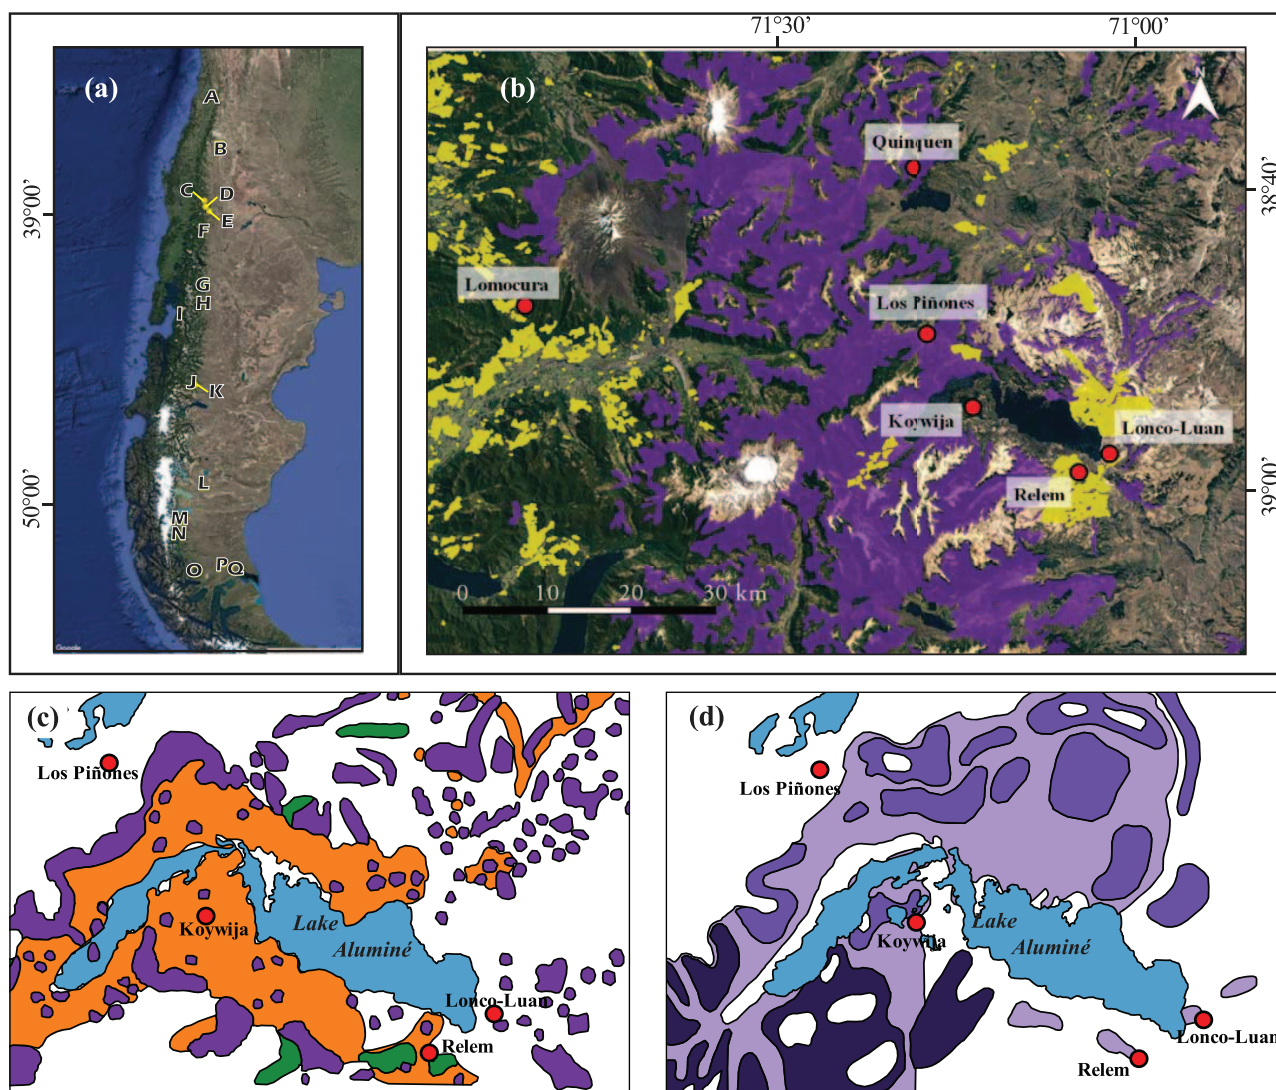 71°30'
71°00'
(a)
A
B
C
D
E
F
G
H
I
J
K
L
M
N
O
P
Q
39°00'
50°00'
Google
(b)
N
Quinquen
Lomocura
Los Piñones
Koywija
Lonco-Luan
Relem
0 10 20 30 km
38°40'
39°00'
(c)
Los Piñones
Koywija
Lake
Aluminé
Lonco-Luan
Relem
(d)
Los Piñones
Koywija
Lake
Aluminé
Lonco-Luan
Relem